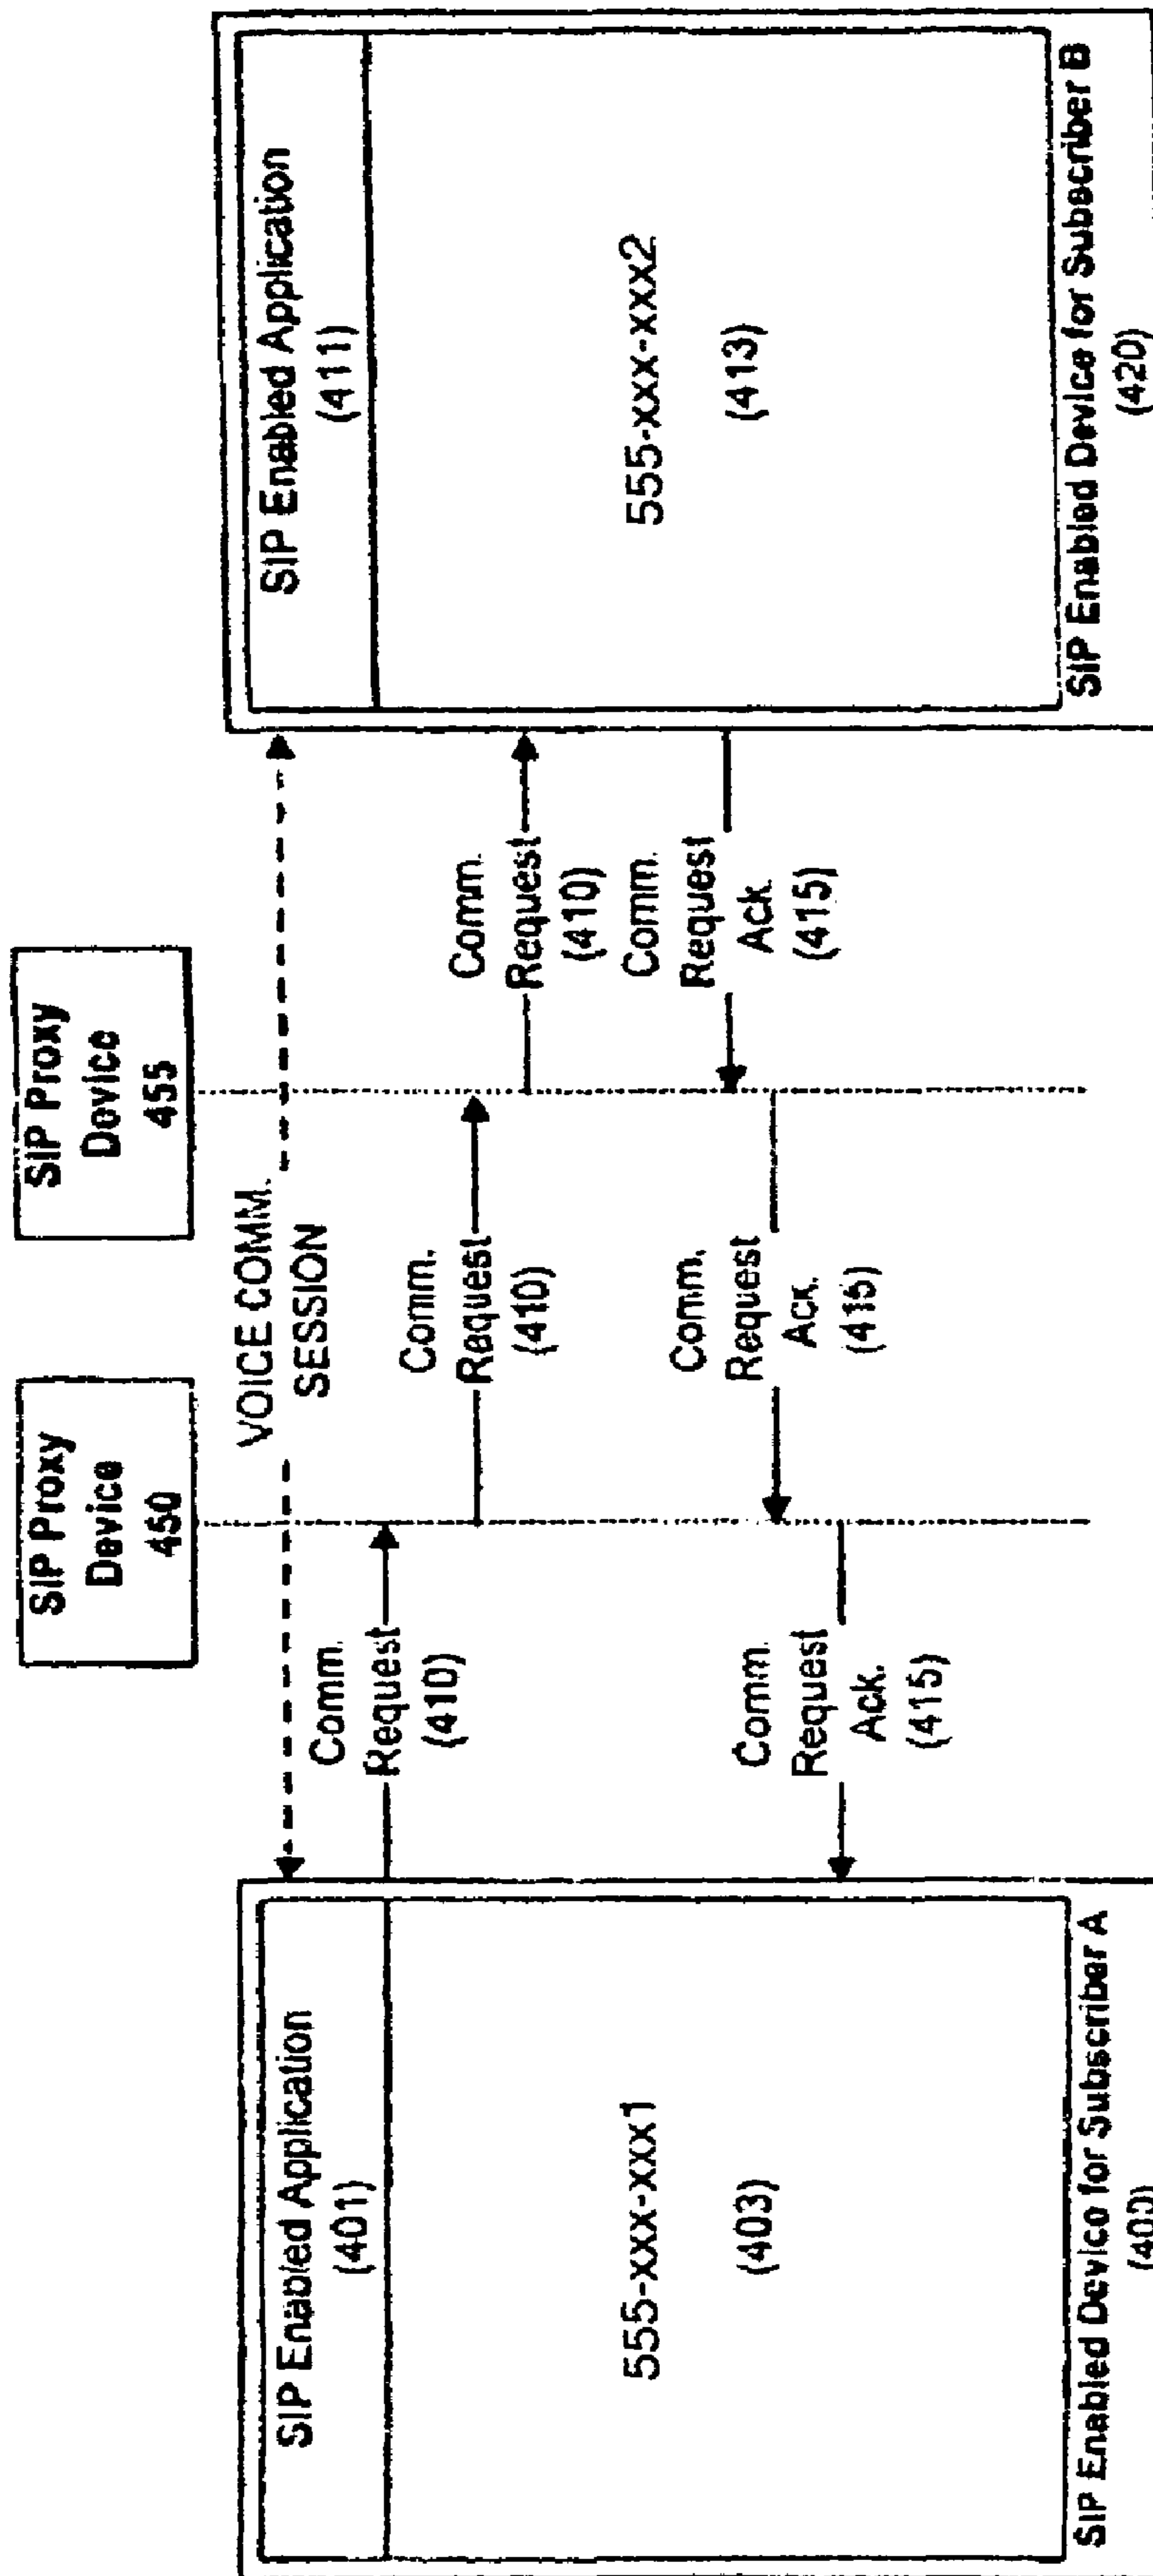 SIP Proxy
Device
450
SIP Proxy
Device
455
VOICE COMM.
SESSION
SIP Enabled Application
(401)
555-xxx-xxx1
(403)
SIP Enabled Device for Subscriber A
(400)
Comm.
Request
(410)
Comm.
Request
(410)
Comm.
Request
(410)
Comm.
Request
Ack.
(415)
Comm.
Request
Ack.
(415)
Comm.
Request
Ack.
(415)
SIP Enabled Application
(411)
555-xxx-xxx2
(413)
SIP Enabled Device for Subscriber B
(420)